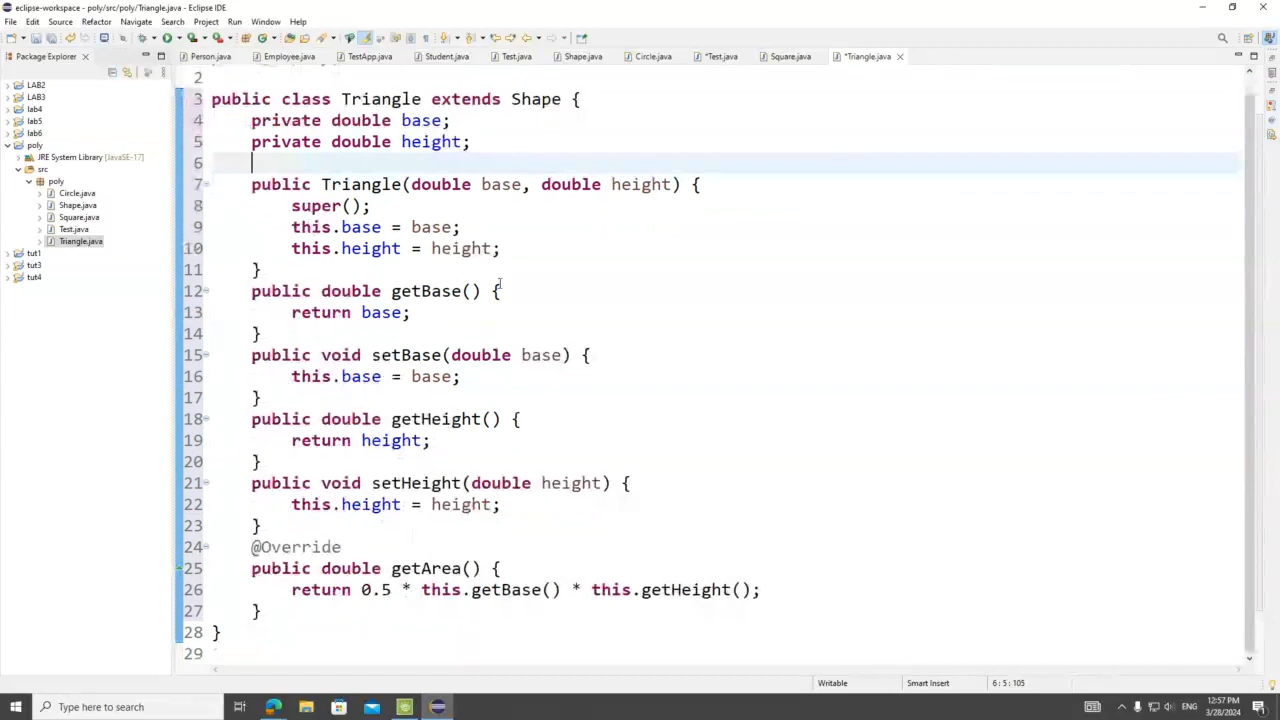 eclipse-workspace - poly/src/poly/Triangle.java - Eclipse IDE
File Edit Source Refactor Navigate Search Project Run Window Help
Package Explorer
Person.java Employee.java TestApp.java Student.java Test.java Shape.java Circle.java *Test.java Square.java *Triangle.java
LAB2
LAB3
lab4
lab5
lab6
poly
JRE System Library [JavaSE-17]
src
poly
Circle.java
Shape.java
Square.java
Test.java
Triangle.java
tut1
tut3
tut4
2
3 public class Triangle extends Shape {
4 private double base;
5 private double height;
6
7 public Triangle(double base, double height) {
8 super();
9 this.base = base;
10 this.height = height;
11 }
12 public double getBase() {
13 return base;
14 }
15 public void setBase(double base) {
16 this.base = base;
17 }
18 public double getHeight() {
19 return height;
20 }
21 public void setHeight(double height) {
22 this.height = height;
23 }
24 @Override
25 public double getArea() {
26 return 0.5 * this.getBase() * this.getHeight();
27 }
28 }
29
Writable Smart Insert 6 : 5 : 105
Type here to search
ENG
12:57 PM
3/28/2024